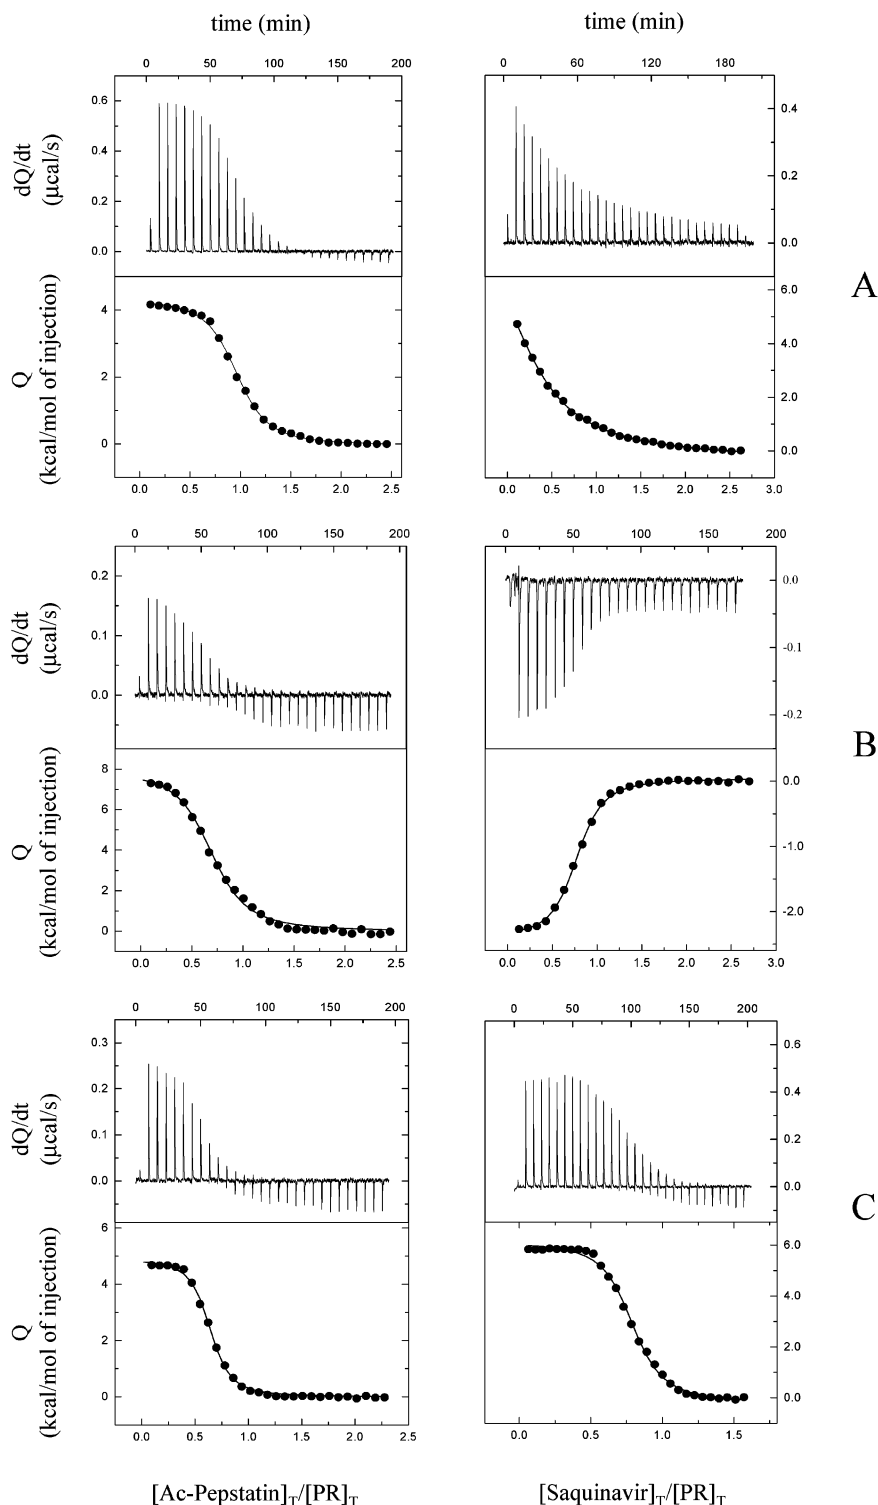 time (min)
time (min)
0 50 100 150 200
0 60 120 180
0.6
0.4
0.2
0.0
dQ/dt
(μcal/s)
0.4
0.2
0.0
A
4
2
0
Q
(kcal/mol of injection)
6.0
4.0
2.0
0.0
0.0 0.5 1.0 1.5 2.0 2.5
0.0 0.5 1.0 1.5 2.0 2.5 3.0
0 50 100 150 200
0 25 50 75 100 125 150 175 200
0.2
0.1
0.0
dQ/dt
(μcal/s)
0.0
-0.1
-0.2
B
8
6
4
2
0
Q
(kcal/mol of injection)
0.0
-1.0
-2.0
0.0 0.5 1.0 1.5 2.0 2.5
0.0 0.5 1.0 1.5 2.0 2.5 3.0
0 50 100 150 200
0 50 100 150 200
0.3
0.2
0.1
0.0
dQ/dt
(μcal/s)
0.6
0.4
0.2
0.0
C
6
4
2
0
Q
(kcal/mol of injection)
6.0
4.0
2.0
0.0
0.0 0.5 1.0 1.5 2.0 2.5
0.0 0.5 1.0 1.5
[Ac-Pepstatin]T/[PR]T
[Saquinavir]T/[PR]T